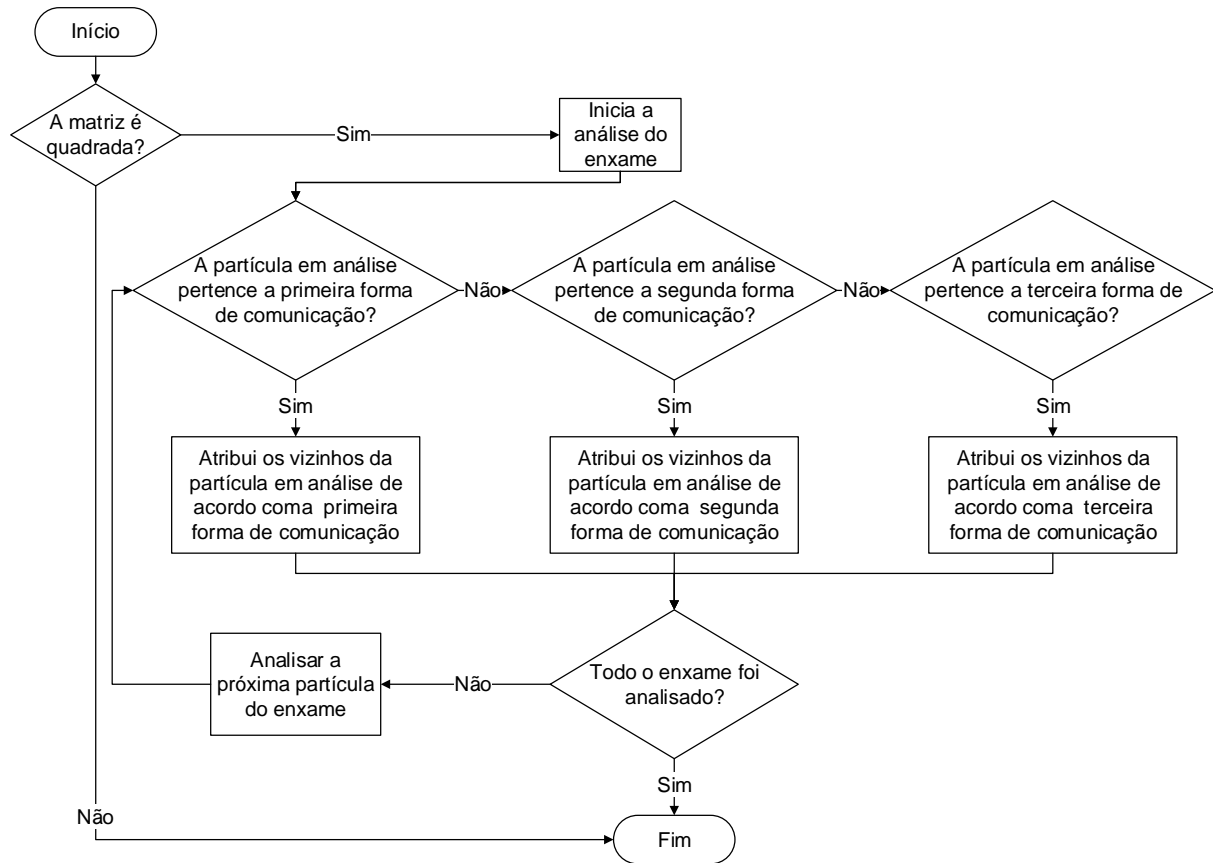 Início
A matriz é
quadrada?
Sim
Inicia a
análise do
enxame
A partícula em análise
pertence a primeira forma
de comunicação?
Não
A partícula em análise
pertence a segunda forma
de comunicação?
Não
A partícula em análise
pertence a terceira forma de
comunicação?
Sim
Sim
Sim
Atribui os vizinhos da
partícula em análise de
acordo coma  primeira
forma de comunicação
Atribui os vizinhos da
partícula em análise de
acordo coma  segunda
forma de comunicação
Atribui os vizinhos da
partícula em análise de
acordo coma  terceira
forma de comunicação
Analisar a
próxima partícula
do enxame
Não
Todo o enxame foi
analisado?
Sim
Não
Fim